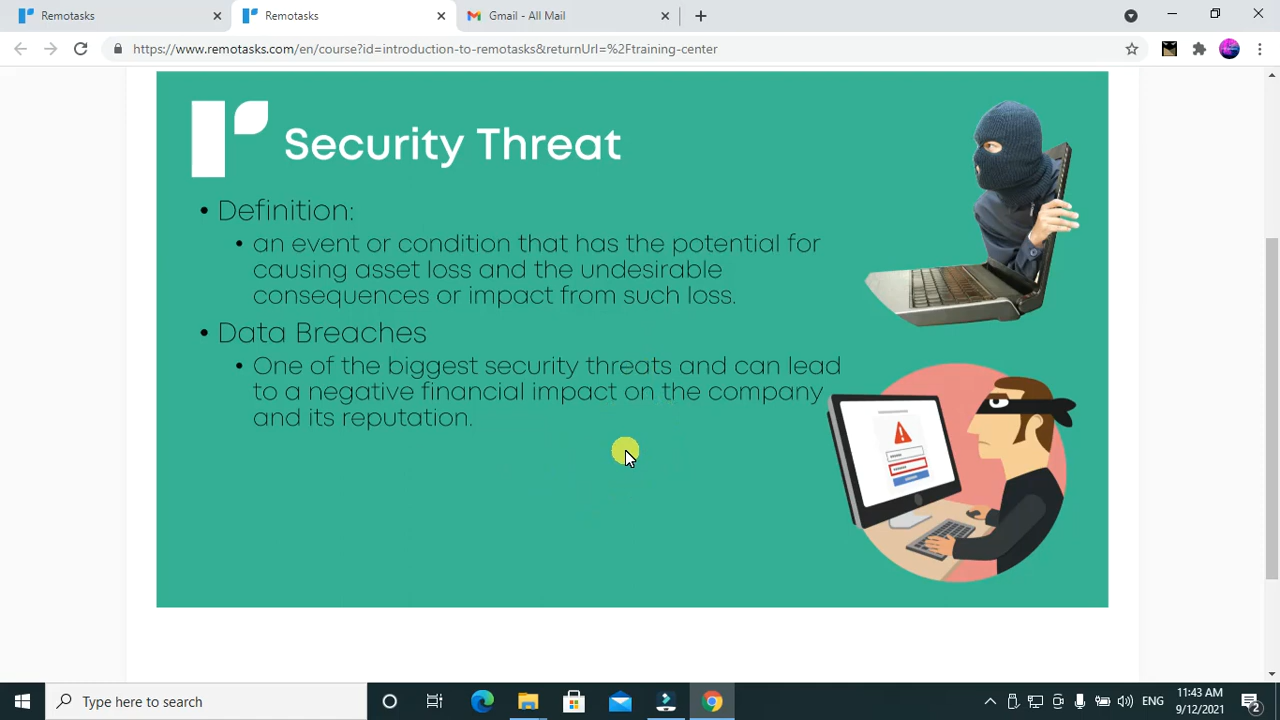 Remotasks
Remotasks
Gmail - All Mail
https://www.remotasks.com/en/course?id=introduction-to-remotasks&returnUrl=%2Ftraining-center
Security Threat
• Definition:
• an event or condition that has the potential for
causing asset loss and the undesirable
consequences or impact from such loss.
• Data Breaches
• One of the biggest security threats and can lead
to a negative financial impact on the company
and its reputation.
Type here to search
ENG
11:43 AM
9/12/2021
2